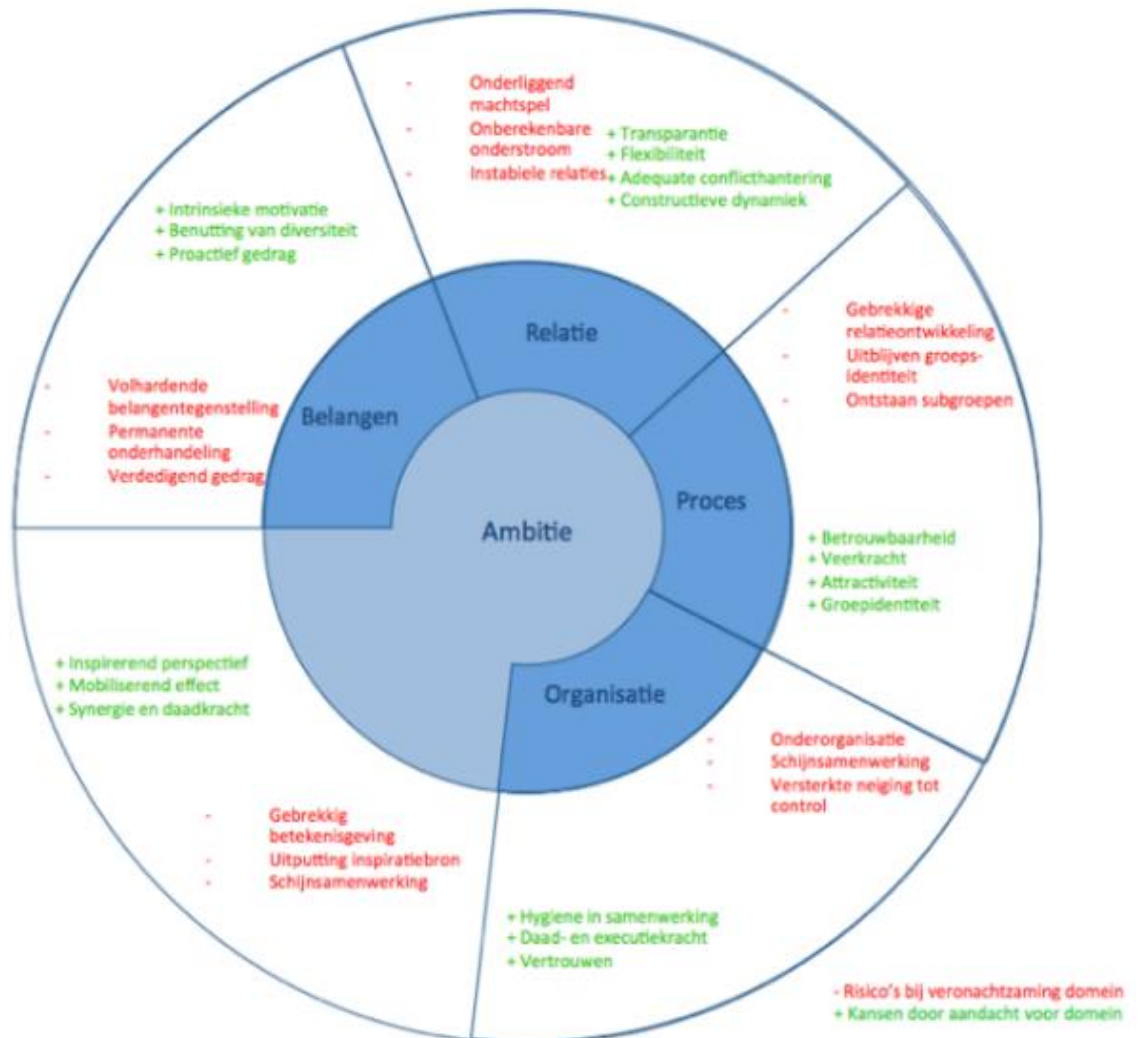 - Onderliggend
machtspel
- Onberekenbare
onderstroom
- Instabiele relaties
+ Transparantie
+ Flexibiliteit
+ Adequate conflicthantering
+ Constructieve dynamiek
+ Intrinsieke motivatie
+ Benutting van diversiteit
+ Proactief gedrag
- Volhardende
belangentegenstelling
- Permanente
onderhandeling
- Verdedigend gedrag
- Gebrekkige
relatieontwikkeling
- Uitblijven groeps-
identiteit
- Ontstaan subgroepen
Relatie
Belangen
Proces
Ambitie
Organisatie
+ Betrouwbaarheid
+ Veerkracht
+ Attractiviteit
+ Groepidentiteit
+ Inspirerend perspectief
+ Mobiliserend effect
+ Synergie en daadkracht
- Gebrekkig
betekenisgeving
- Uitputting inspiratiebron
- Schijnsamenwerking
- Onderorganisatie
- Schijnsamenwerking
- Versterkte neiging tot
control
+ Hygiene in samenwerking
+ Daad- en executiekracht
+ Vertrouwen
- Risico's bij veronachtzaming domein
+ Kansen door aandacht voor domein